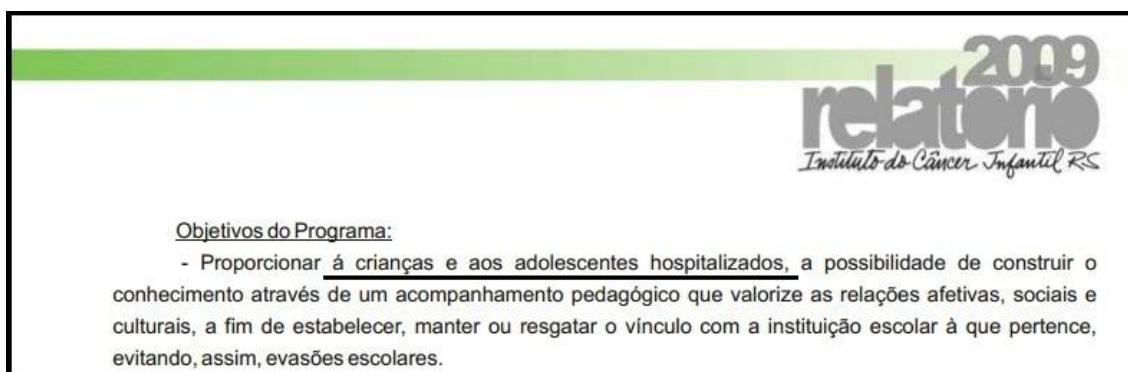 2009
relatório
Instituto do Câncer Infantil RS
Objetivos do Programa:
- Proporcionar á crianças e aos adolescentes hospitalizados, a possibilidade de construir o
conhecimento através de um acompanhamento pedagógico que valorize as relações afetivas, sociais e
culturais, a fim de estabelecer, manter ou resgatar o vínculo com a instituição escolar à que pertence,
evitando, assim, evasões escolares.